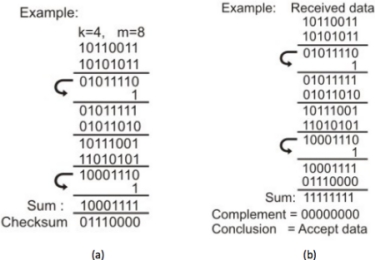 Example:
k=4, m=8
10110011
10101011
01011110
1
01011111
01011010
10111001
11010101
10001110
1
Sum : 10001111
Checksum 01110000
(a)
Example: Received data
10110011
10101011
01011110
1
01011111
01011010
10111001
11010101
10001110
1
10001111
01110000
Sum: 11111111
Complement = 00000000
Conclusion = Accept data
(b)